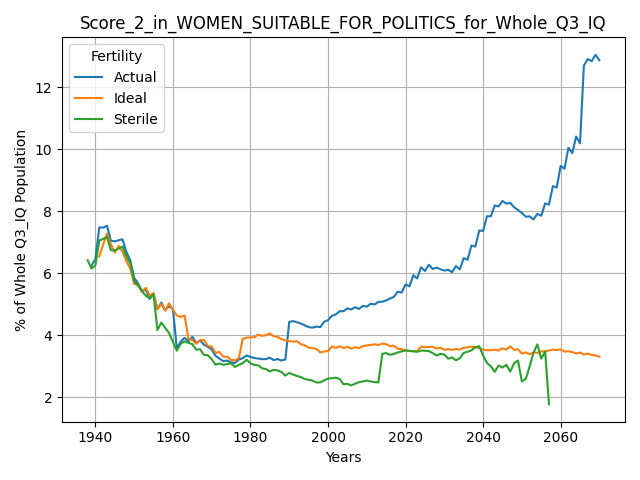 Score_2_in_WOMEN_SUITABLE_FOR_POLITICS_for_Whole_Q3_IQ
Fertility
Actual
Ideal
Sterile
% of Whole Q3_IQ Population
12
10
8
6
4
2
1940 1960 1980 2000 2020 2040 2060
Years